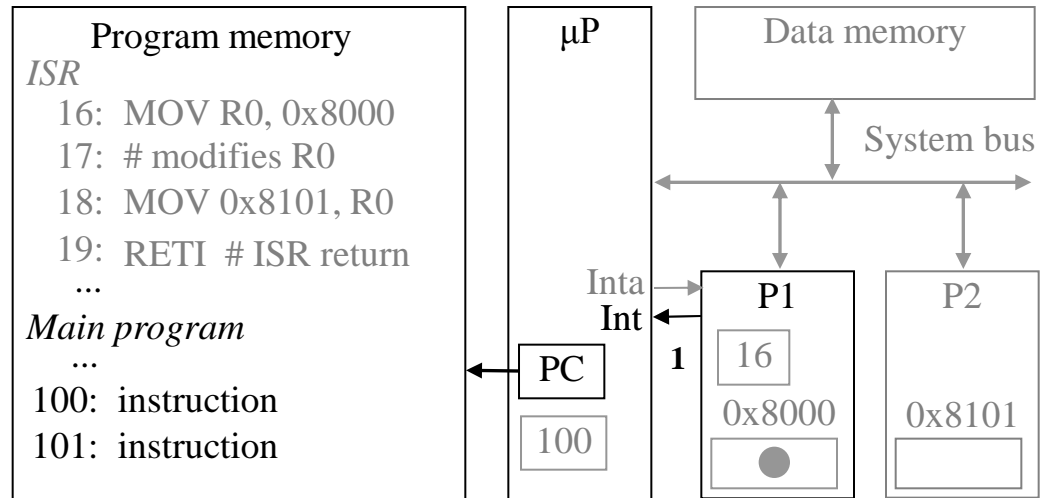 Program memory
ISR
16: MOV R0, 0x8000
17: # modifies R0
18: MOV 0x8101, R0
19: RETI # ISR return
...
Main program
...
100: instruction
101: instruction
μP
Inta
Int
PC
100
Data memory
System bus
1
P1
16
0x8000
P2
0x8101